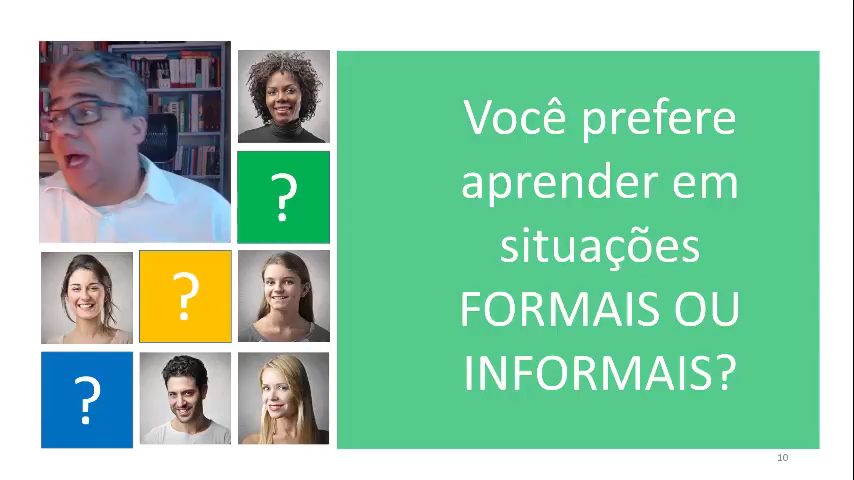 ?
?
?
Você prefere
aprender em
situações
FORMAIS OU
INFORMAIS?
10